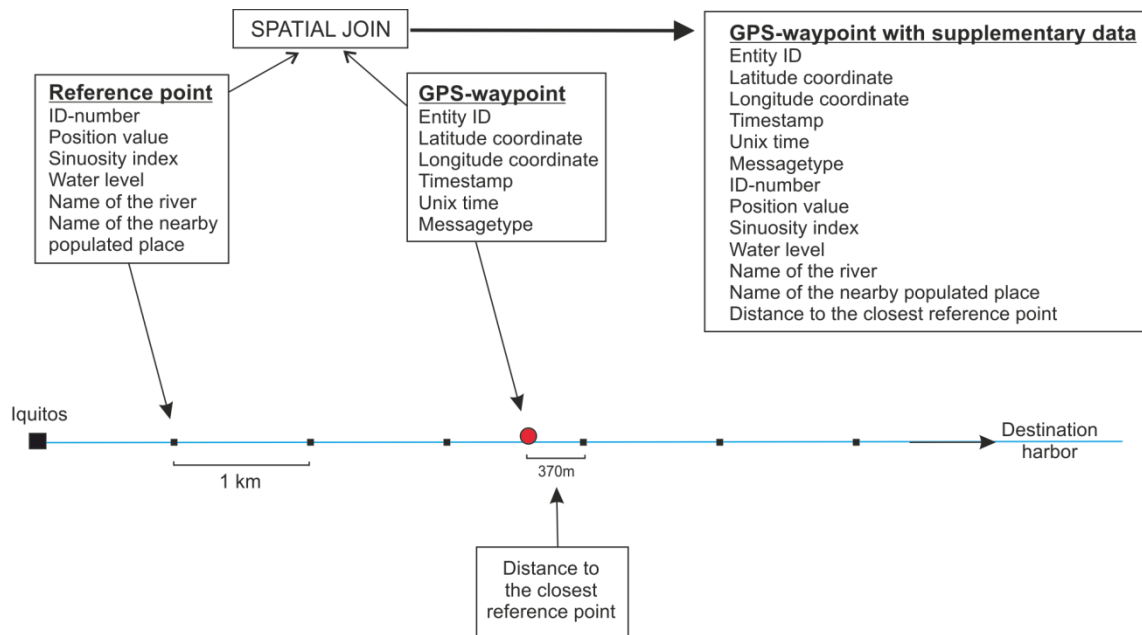 SPATIAL JOIN
Reference point
ID-number
Position value
Sinuosity index
Water level
Name of the river
Name of the nearby
populated place
GPS-waypoint
Entity ID
Latitude coordinate
Longitude coordinate
Timestamp
Unix time
Messagetype
GPS-waypoint with supplementary data
Entity ID
Latitude coordinate
Longitude coordinate
Timestamp
Unix time
Messagetype
ID-number
Position value
Sinuosity index
Water level
Name of the river
Name of the nearby populated place
Distance to the closest reference point
Iquitos
1 km
370m
Destination
harbor
Distance to
the closest
reference point